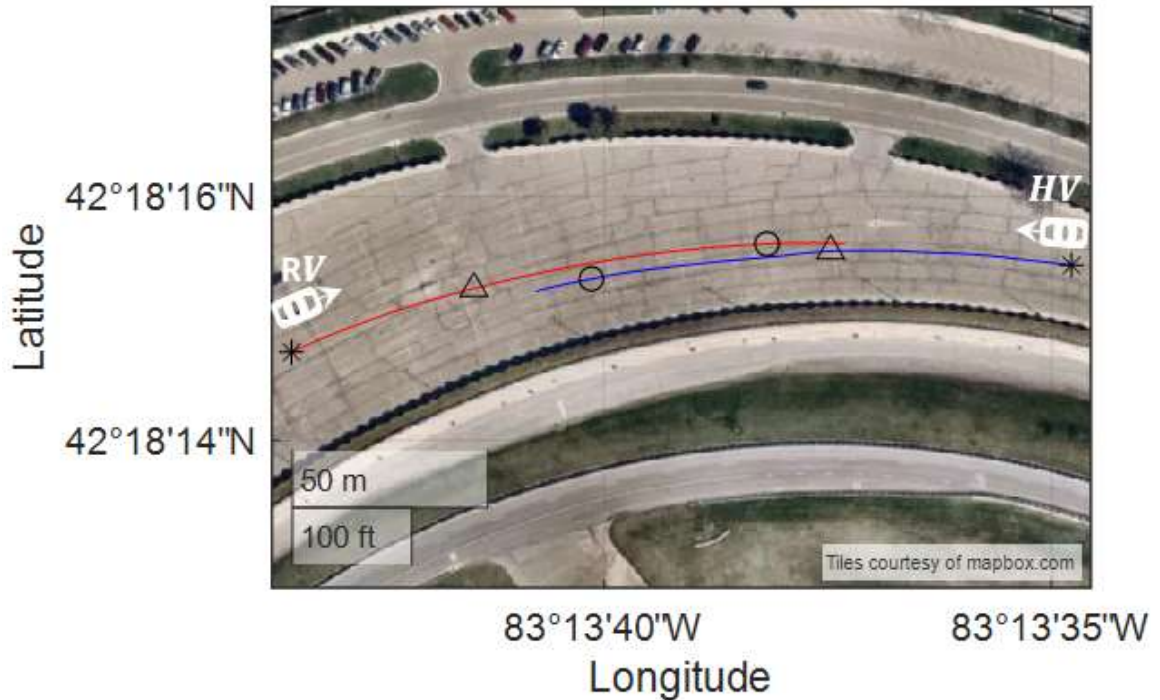 42°18'16"N
HV
RV
Latitude
42°18'14"N
50 m
100 ft
Tiles courtesy of mapbox.com
83°13'40"W
83°13'35"W
Longitude